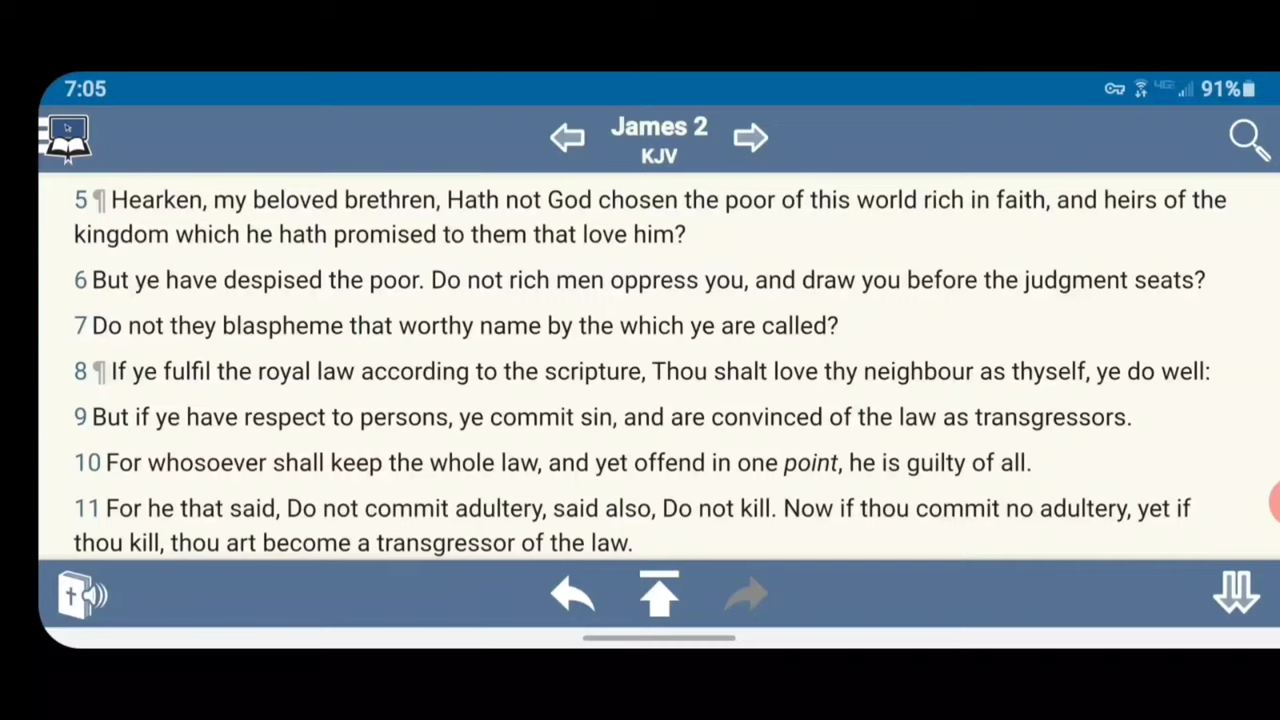 7:05
4G 91%
James 2
KJV
5 ¶ Hearken, my beloved brethren, Hath not God chosen the poor of this world rich in faith, and heirs of the
kingdom which he hath promised to them that love him?
6 But ye have despised the poor. Do not rich men oppress you, and draw you before the judgment seats?
7 Do not they blaspheme that worthy name by the which ye are called?
8 ¶ If ye fulfil the royal law according to the scripture, Thou shalt love thy neighbour as thyself, ye do well:
9 But if ye have respect to persons, ye commit sin, and are convinced of the law as transgressors.
10 For whosoever shall keep the whole law, and yet offend in one point, he is guilty of all.
11 For he that said, Do not commit adultery, said also, Do not kill. Now if thou commit no adultery, yet if
thou kill, thou art become a transgressor of the law.